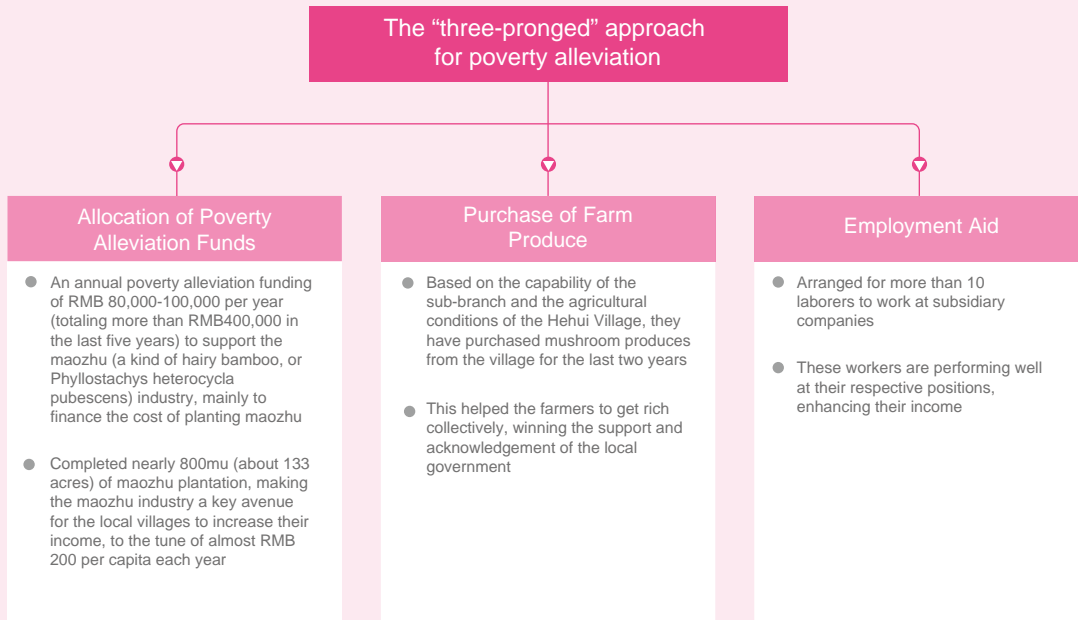 The “three-pronged” approach
for poverty alleviation
Allocation of Poverty
Alleviation Funds
An annual poverty alleviation funding
of RMB 80,000-100,000 per year
(totaling more than RMB400,000 in
the last five years) to support the
maozhu (a kind of hairy bamboo, or
Phyllostachys heterocycla
pubescens) industry, mainly to
finance the cost of planting maozhu
Completed nearly 800mu (about 133
acres) of maozhu plantation, making
the maozhu industry a key avenue
for the local villages to increase their
income, to the tune of almost RMB
200 per capita each year
Purchase of Farm
Produce
Based on the capability of the
sub-branch and the agricultural
conditions of the Hehui Village, they
have purchased mushroom produces
from the village for the last two years
This helped the farmers to get rich
collectively, winning the support and
acknowledgement of the local
government
Employment Aid
Arranged for more than 10
laborers to work at subsidiary
companies
These workers are performing well
at their respective positions,
enhancing their income